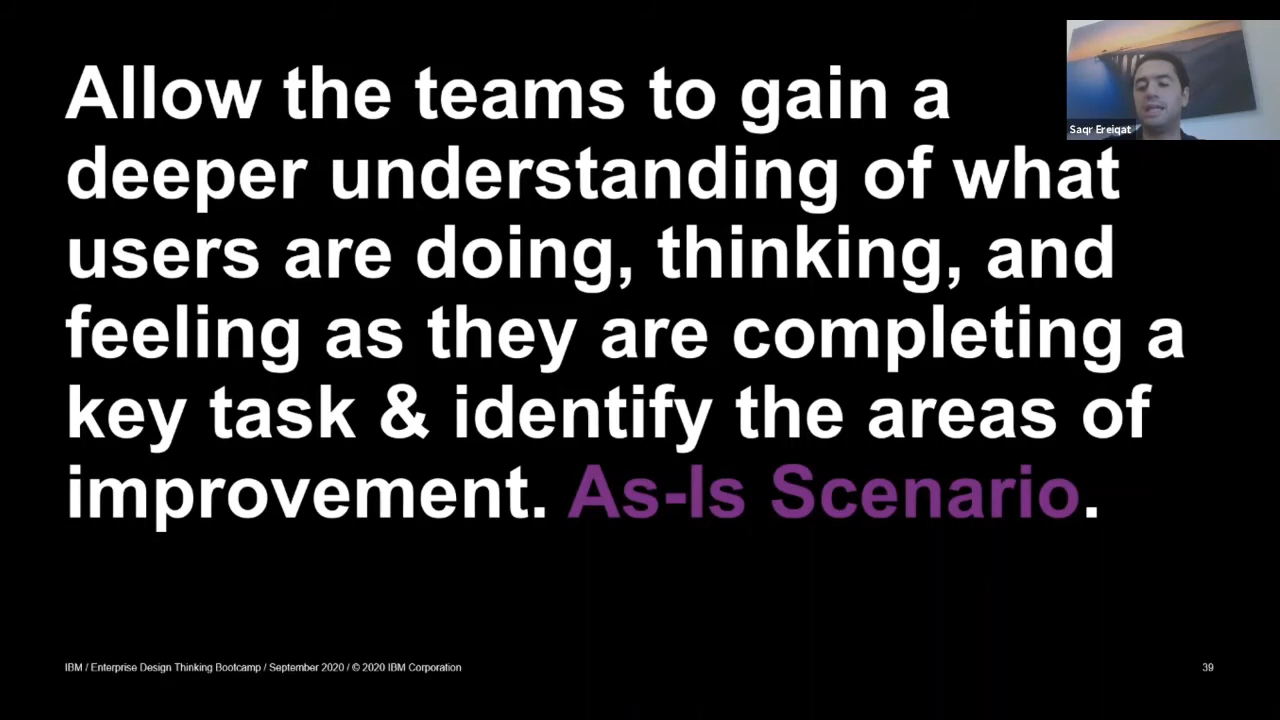 Allow the teams to gain a
deeper understanding of what
users are doing, thinking, and
feeling as they are completing a
key task & identify the areas of
improvement. As-Is Scenario.
Saqr Ereiqat
IBM / Enterprise Design Thinking Bootcamp / September 2020 / © 2020 IBM Corporation
39